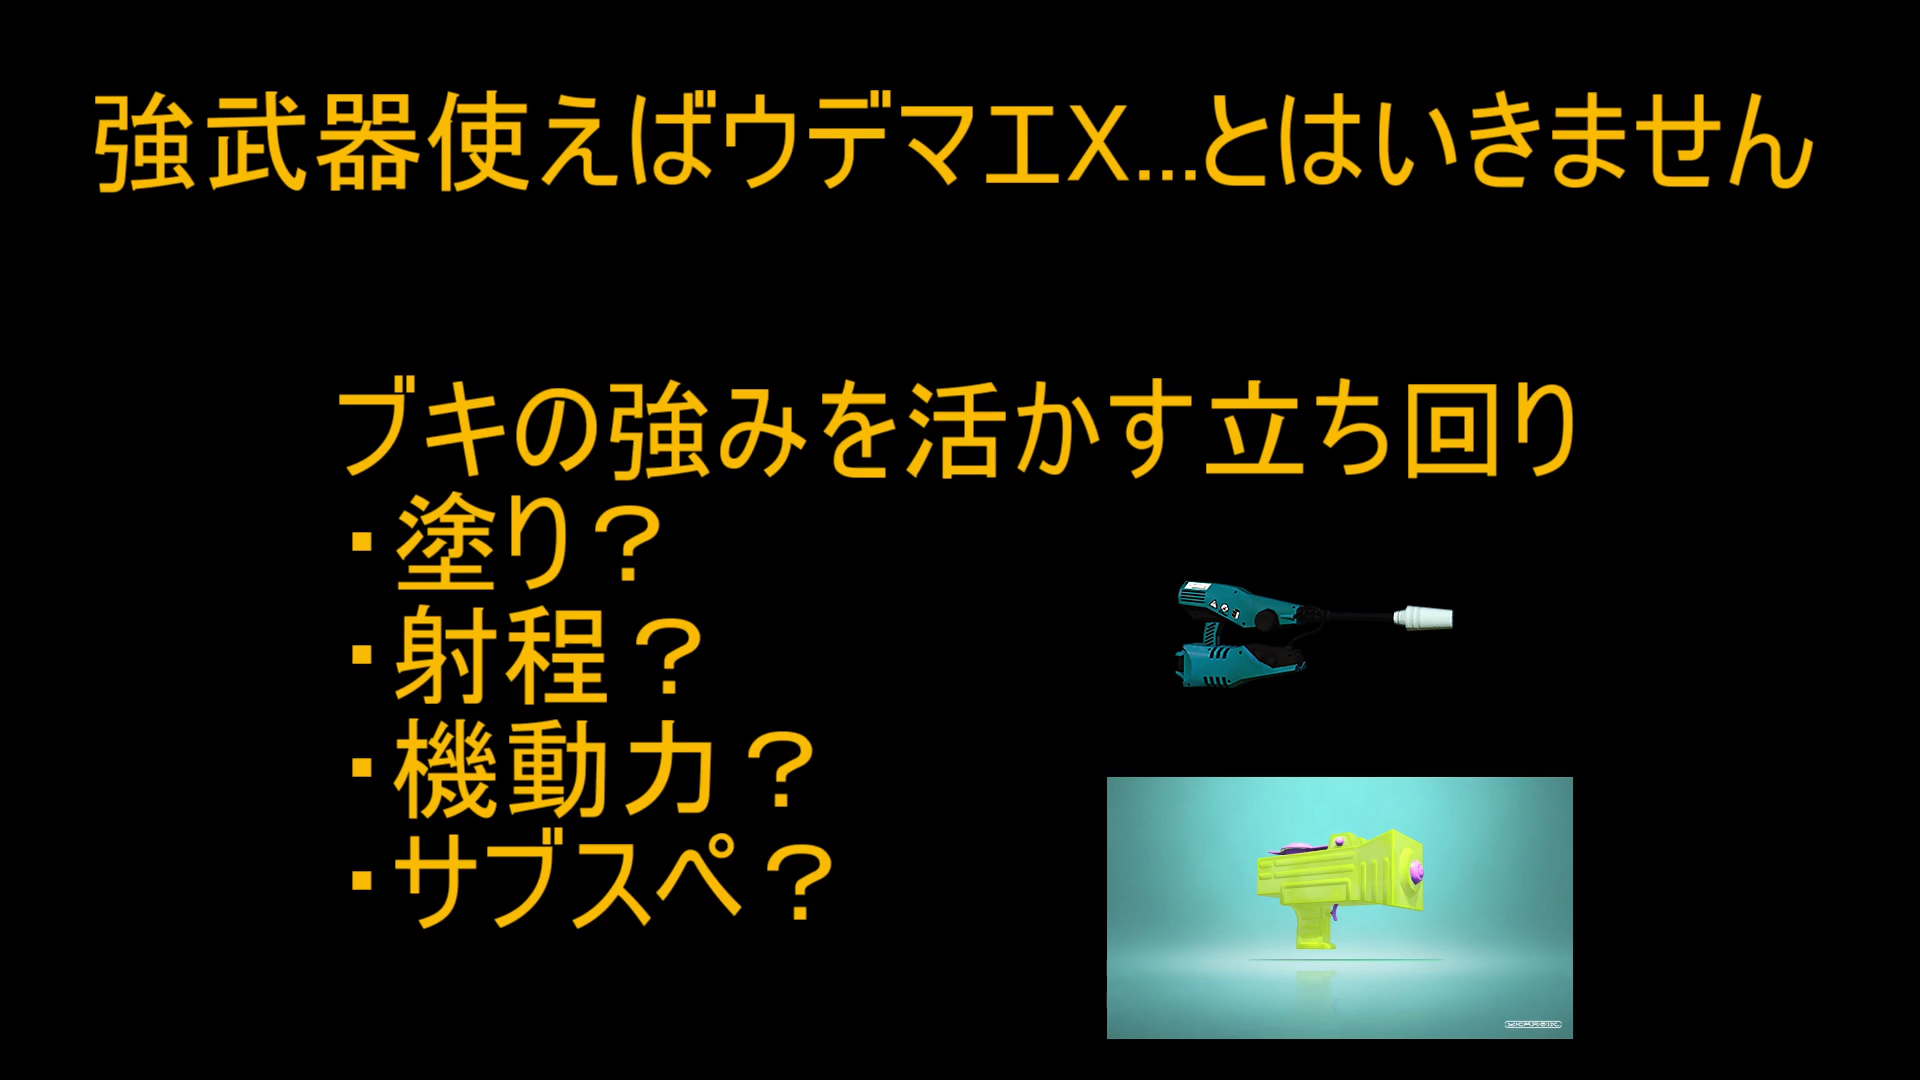 強武器使えばウデマエX...とはいきません
ブキの強みを活かす立ち回り
・塗り？
・射程？
・機動力？
・サブスペ？